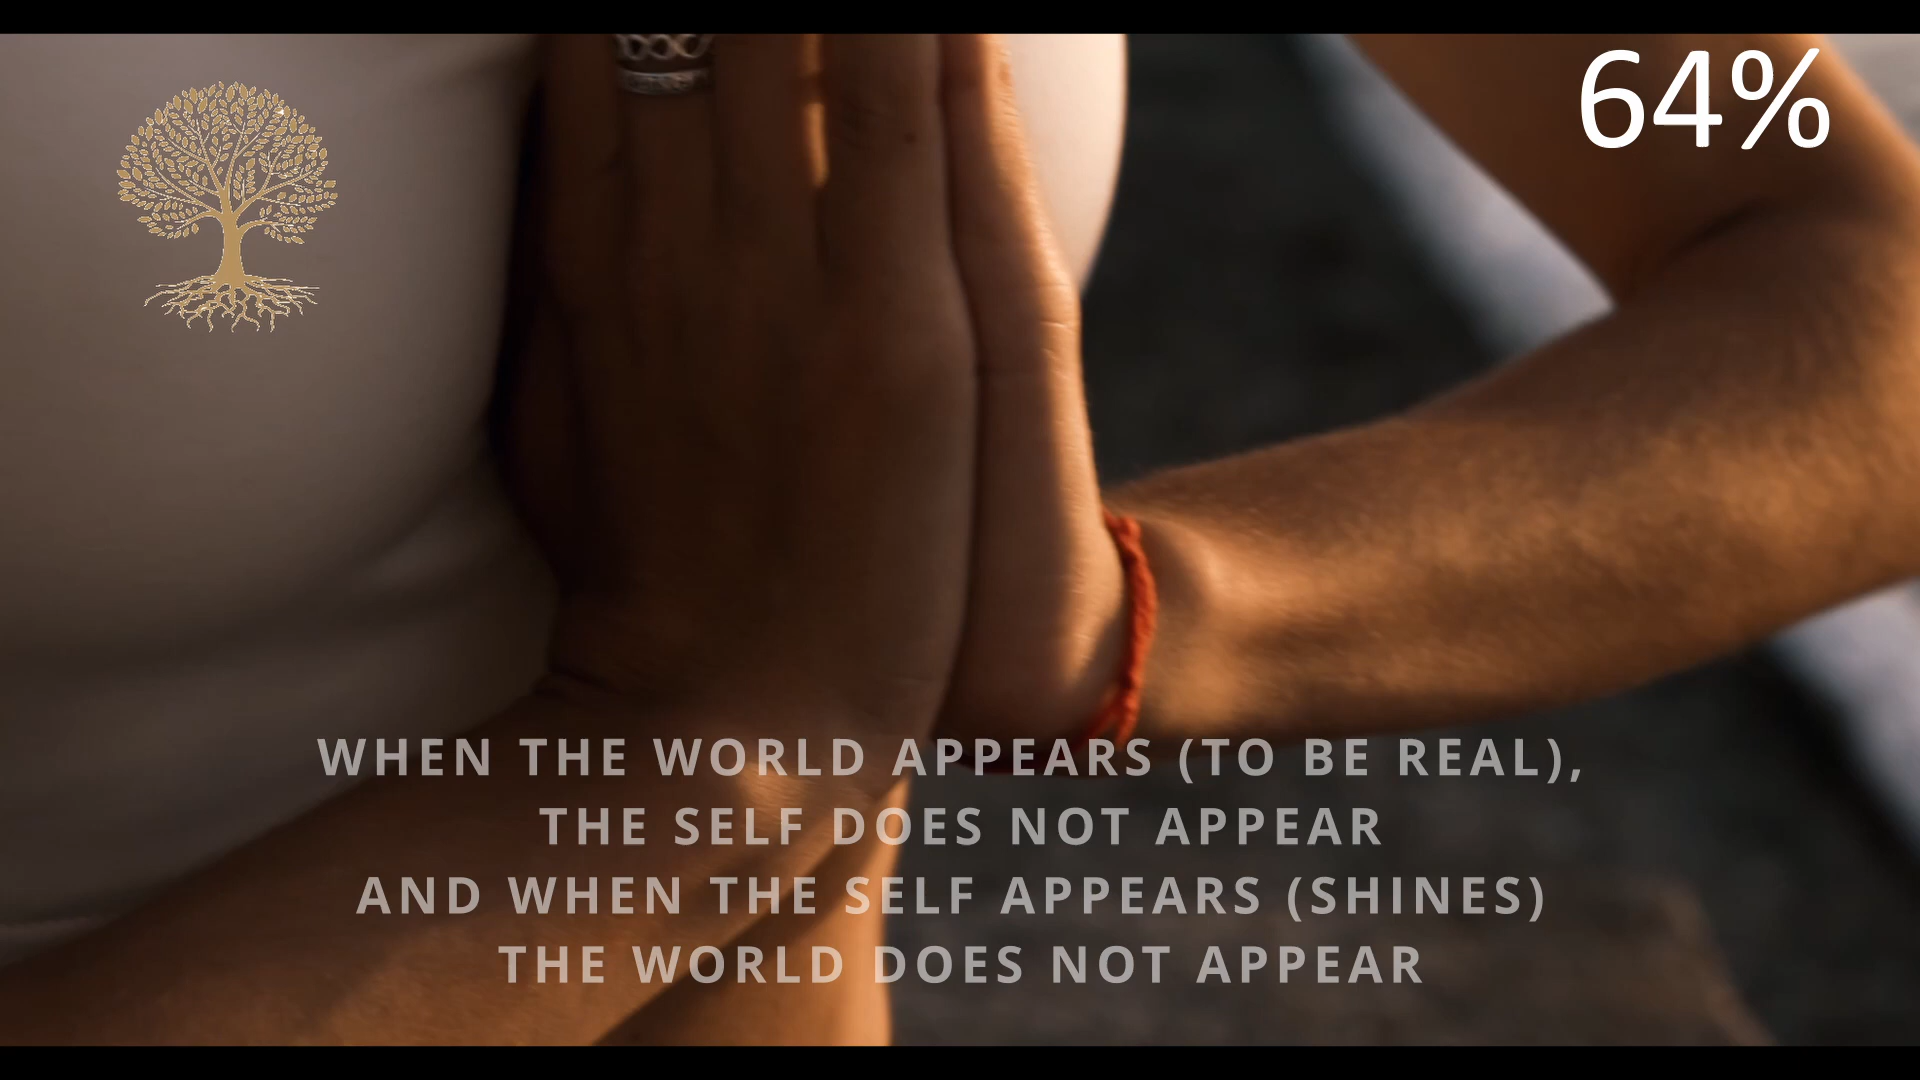 64%
WHEN THE WORLD APPEARS (TO BE REAL),
THE SELF DOES NOT APPEAR
AND WHEN THE SELF APPEARS (SHINES)
THE WORLD DOES NOT APPEAR